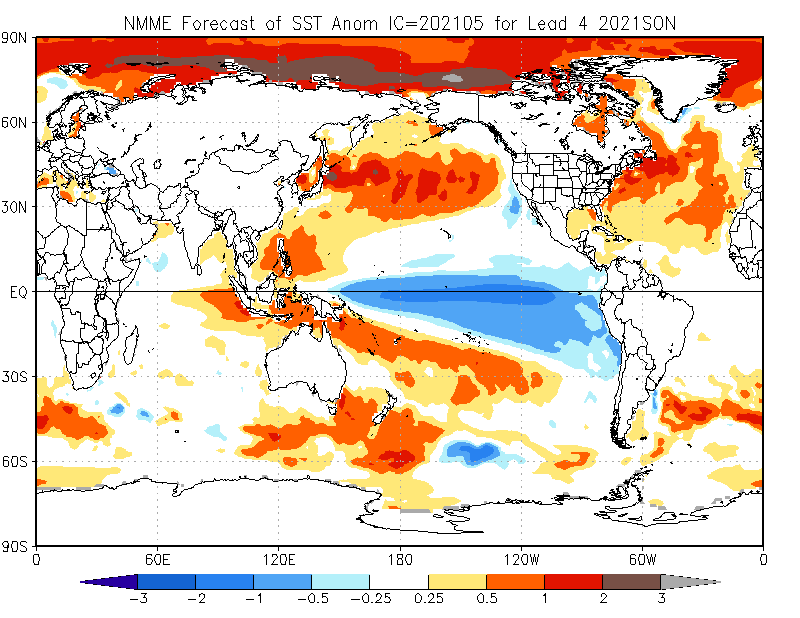 NMME Forecast of SST Anom IC=202105 for Lead 4 2021SON
90N
60N
30N
EQ
30S
60S
90S
0 60E 120E 180 120W 60W 0
-3 -2 -1 -0.5 -0.25 0.25 0.5 1 2 3